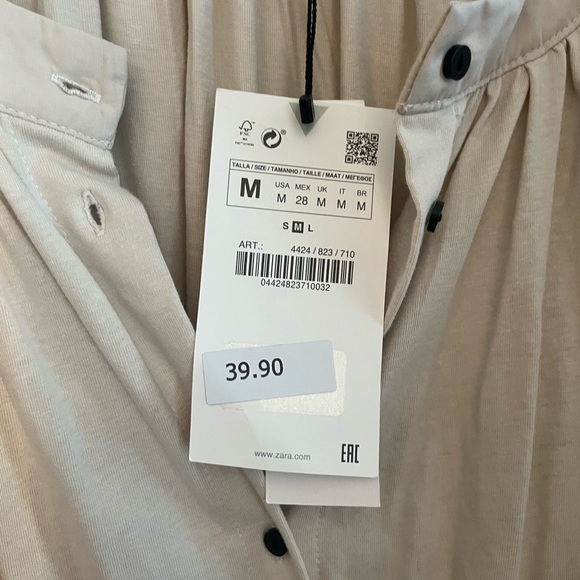 FSC
TALLA / SIZE / TAMANHO / TAILLE / MAAT / ΜΕΓΕΘΟΣ
M
USA MEX UK IT BR
M 28 M M M
S M L
ART.: 4424 / 823 / 710
04424823710032
39.90
www.zara.com
EAC